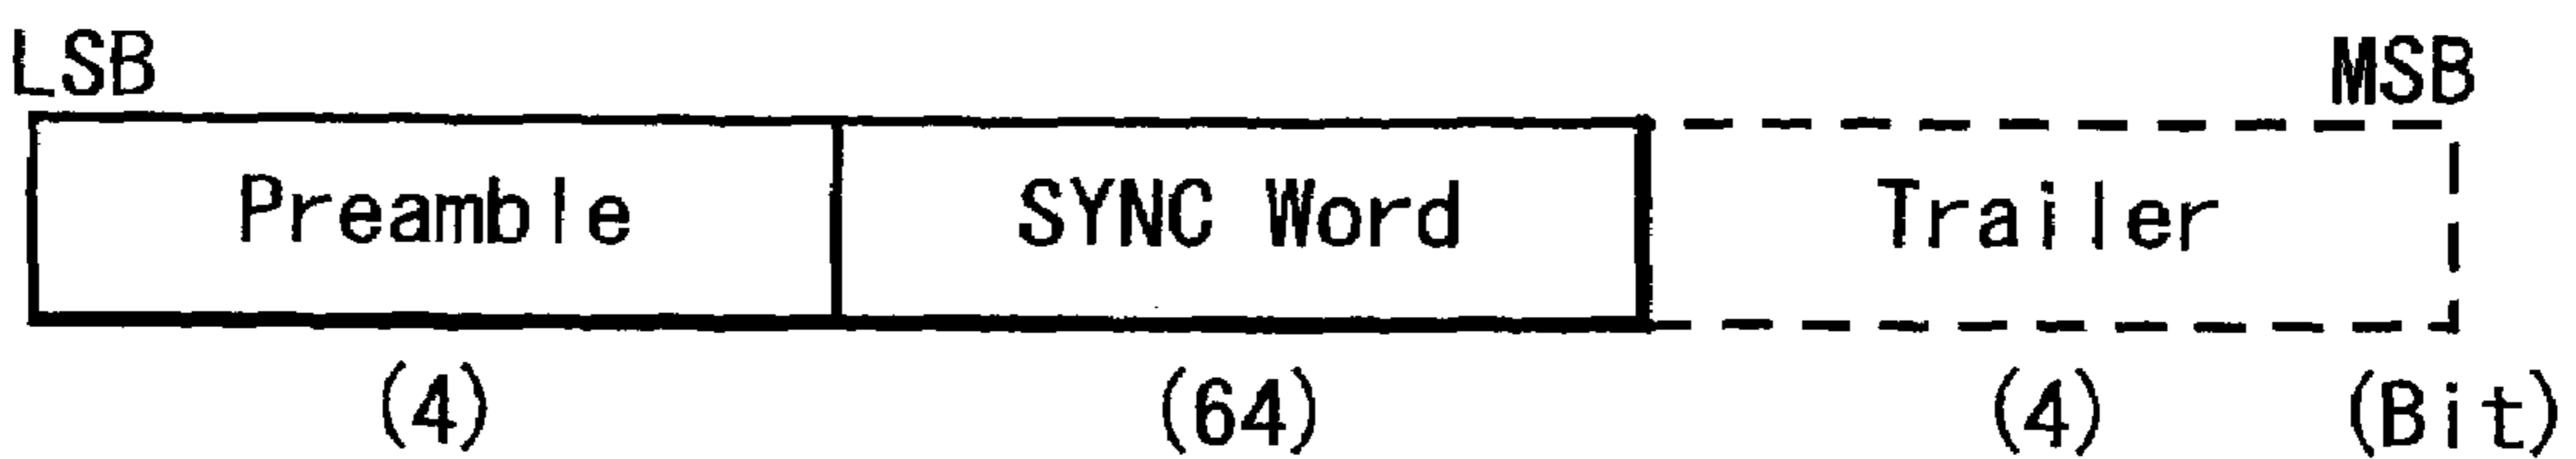 LSB MSB
Preamble SYNC Word Trailer
(4) (64) (4) (Bit)